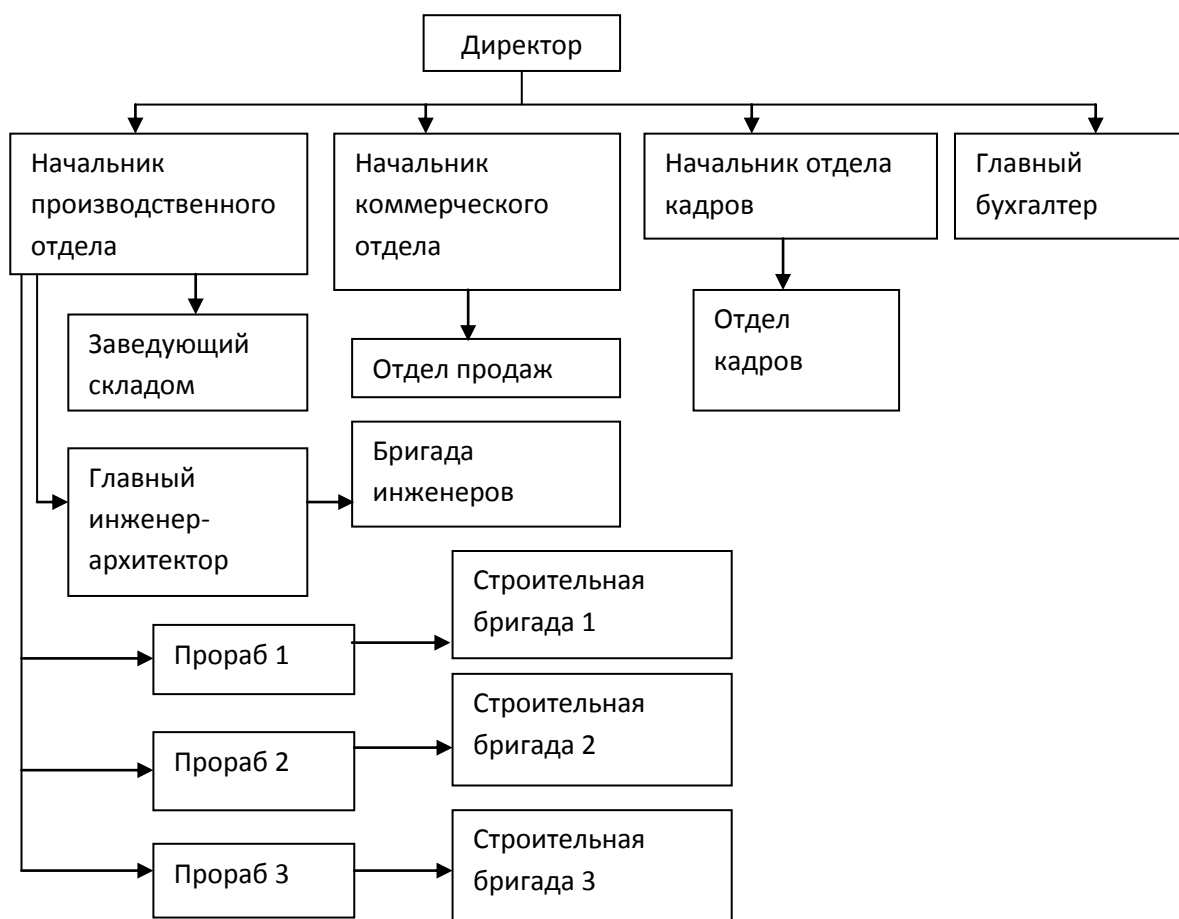 Директор
Начальник
производственного
отдела
Начальник
коммерческого
отдела
Начальник отдела
кадров
Главный
бухгалтер
Заведующий
складом
Отдел продаж
Отдел
кадров
Главный
инженер-
архитектор
Бригада
инженеров
Прораб 1
Строительная
бригада 1
Прораб 2
Строительная
бригада 2
Прораб 3
Строительная
бригада 3